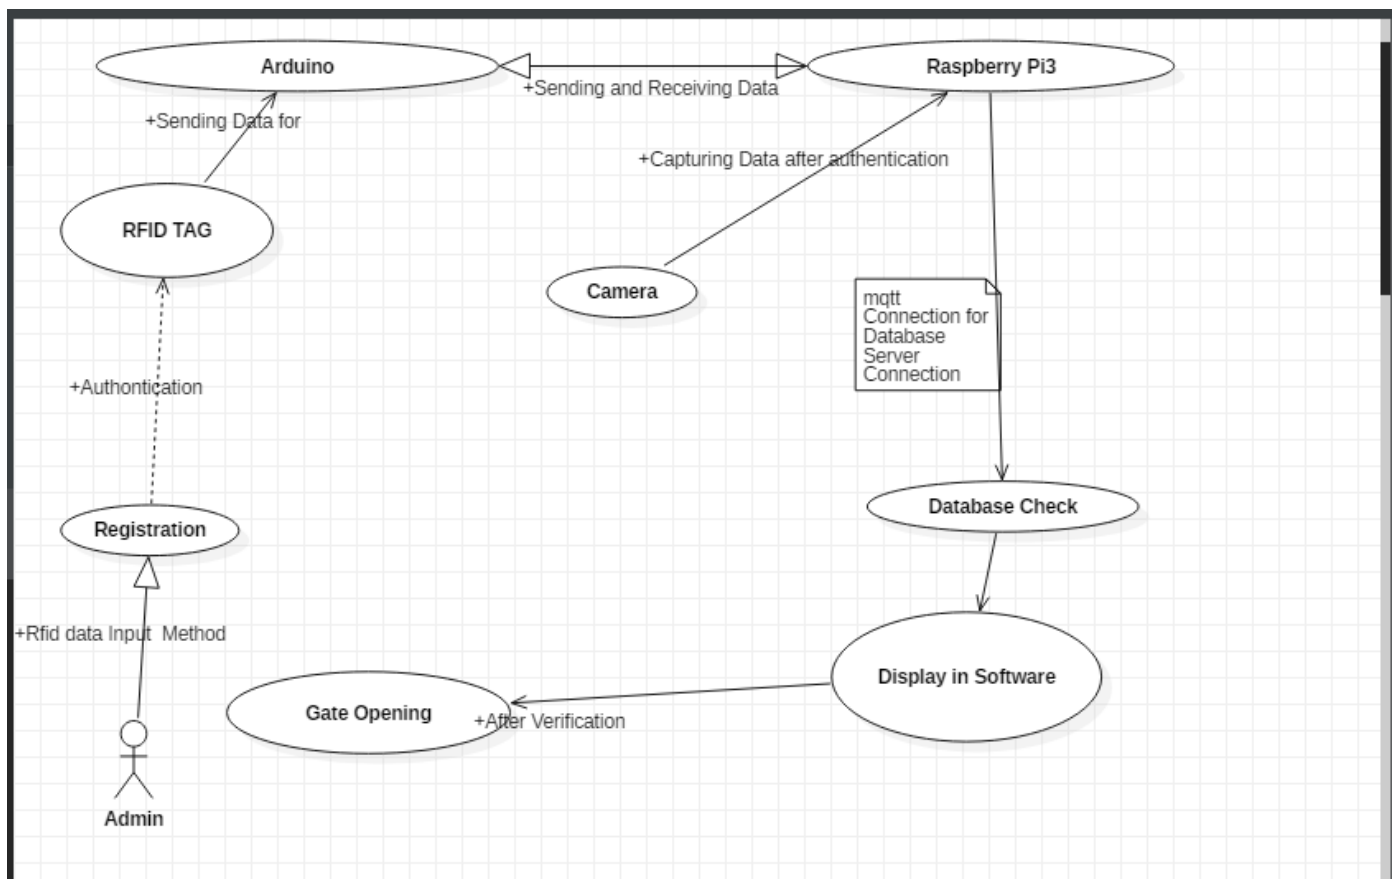 Arduino
Raspberry Pi3
+Sending and Receiving Data
+Sending Data for
+Capturing Data after authentication
RFID TAG
Camera
mqtt
Connection for
Database
Server
Connection
+Authontication
Database Check
Registration
+Rfid data Input  Method
Display in Software
Gate Opening
+After Verification
Admin